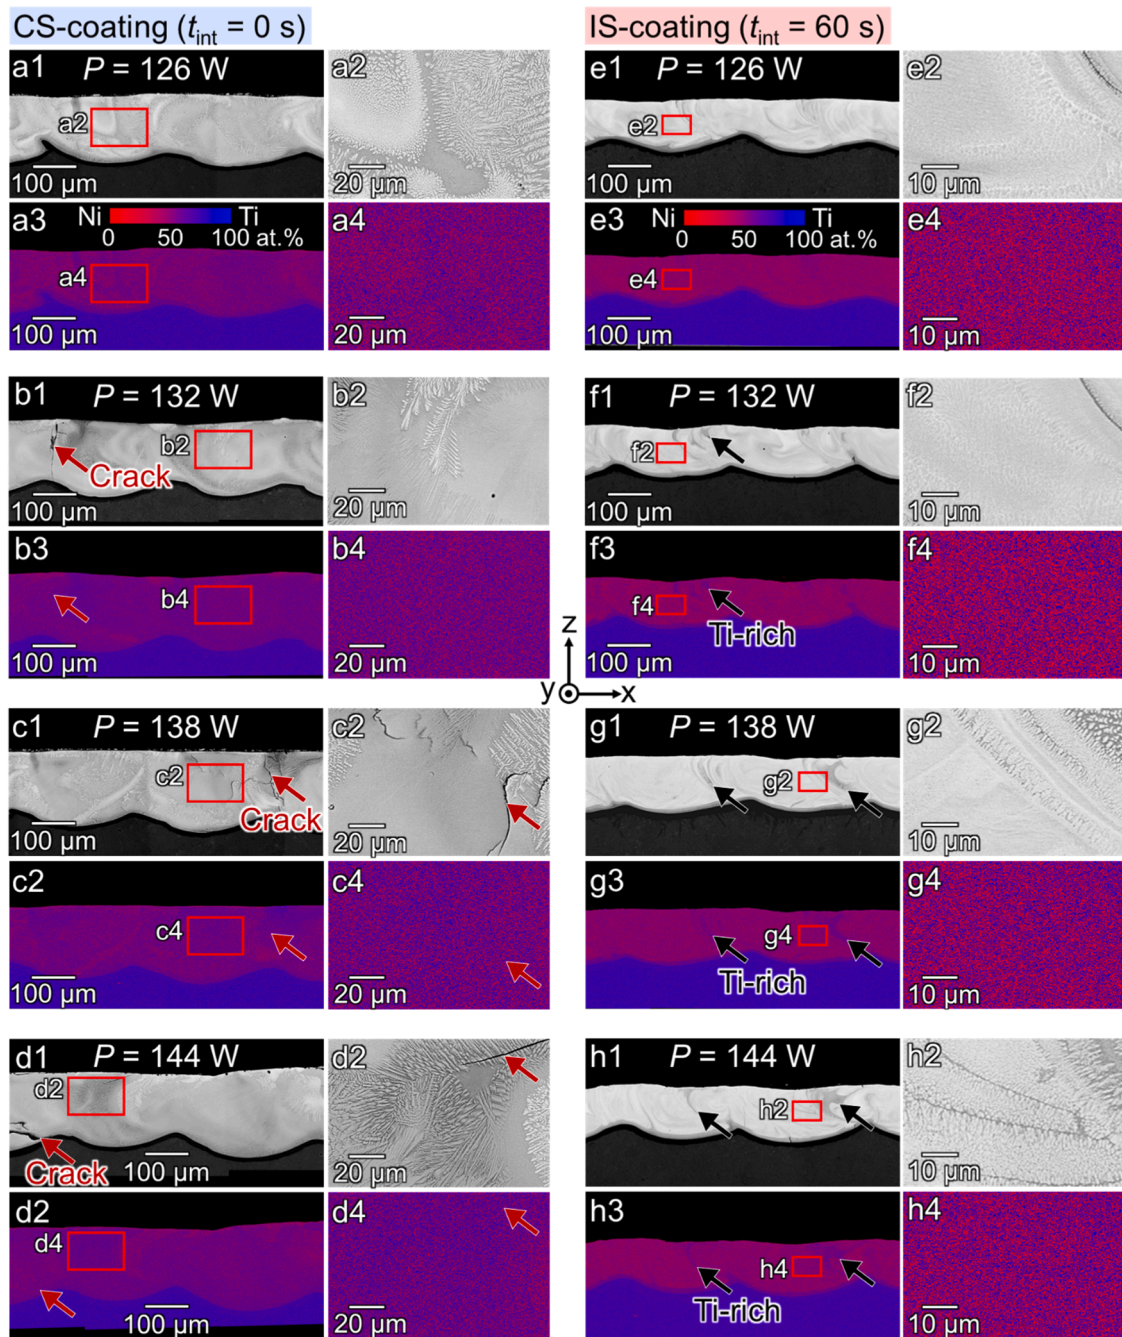 CS-coating (tint = 0 s)
IS-coating (tint = 60 s)
a1 P = 126 W
a2
a2
100 µm
20 µm
e1 P = 126 W
e2
e2
100 µm
10 µm
Ni Ti
a3 0 50 100 at.%
a4
a4
100 µm
20 µm
Ni Ti
e3 0 50 100 at.%
e4
e4
100 µm
10 µm
b1 P = 132 W
b2
b2
Crack
100 µm
20 µm
f1 P = 132 W
f2
f2
100 µm
10 µm
b3
b4
b4
100 µm
20 µm
f3
f4
f4
Ti-rich
100 µm
10 µm
z
y x
c1 P = 138 W
c2
c2
Crack
100 µm
20 µm
g1 P = 138 W
g2
g2
100 µm
10 µm
c2
c4
c4
100 µm
20 µm
g3
g4
g4
Ti-rich
100 µm
10 µm
d1 P = 144 W
d2
d2
Crack
100 µm
20 µm
h1 P = 144 W
h2
h2
100 µm
10 µm
d2
d4
d4
100 µm
20 µm
h3
h4
h4
Ti-rich
100 µm
10 µm